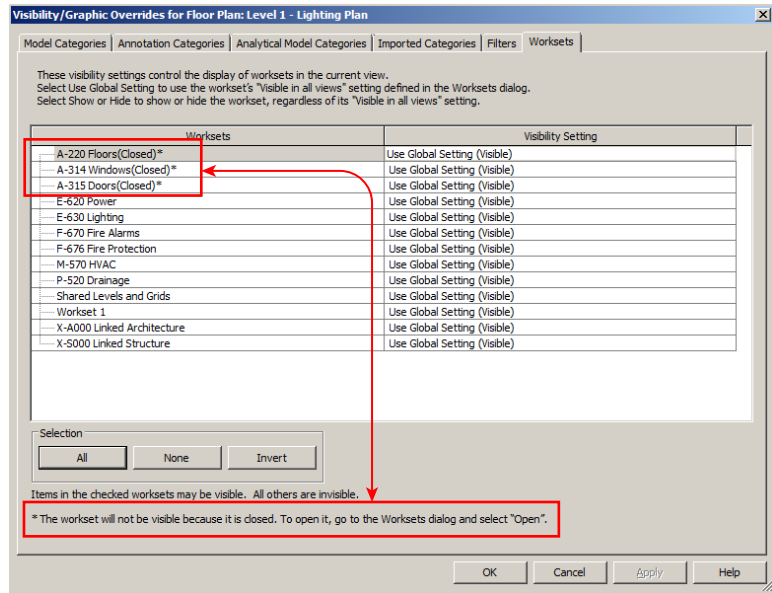 Visibility/Graphic Overrides for Floor Plan: Level 1 - Lighting Plan
Model Categories Annotation Categories Analytical Model Categories Imported Categories Filters Worksets
These visibility settings control the display of worksets in the current view.
Select Use Global Setting to use the workset's "Visible in all views" setting defined in the Worksets dialog.
Select Show or Hide to show or hide the workset, regardless of its "Visible in all views" setting.
Worksets Visibility Setting
A-220 Floors(Closed)* Use Global Setting (Visible)
A-314 Windows(Closed)* Use Global Setting (Visible)
A-315 Doors(Closed)* Use Global Setting (Visible)
E-620 Power Use Global Setting (Visible)
E-630 Lighting Use Global Setting (Visible)
F-670 Fire Alarms Use Global Setting (Visible)
F-676 Fire Protection Use Global Setting (Visible)
M-570 HVAC Use Global Setting (Visible)
P-520 Drainage Use Global Setting (Visible)
Shared Levels and Grids Use Global Setting (Visible)
Workset 1 Use Global Setting (Visible)
X-A000 Linked Architecture Use Global Setting (Visible)
X-S000 Linked Structure Use Global Setting (Visible)
Selection
All None Invert
Items in the checked worksets may be visible. All others are invisible.
* The workset will not be visible because it is closed. To open it, go to the Worksets dialog and select "Open".
OK Cancel Apply Help